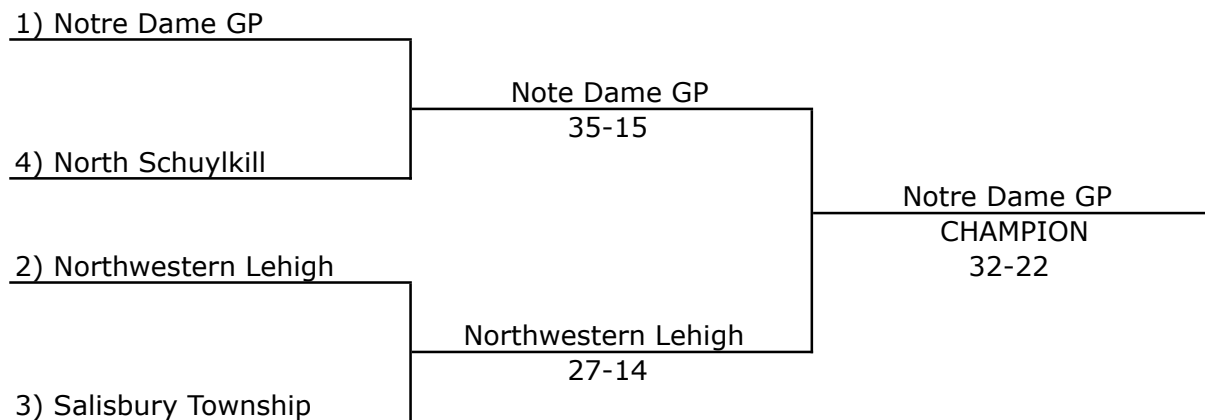 1) Notre Dame GP
Note Dame GP
35-15
4) North Schuylkill
Notre Dame GP
CHAMPION
32-22
2) Northwestern Lehigh
Northwestern Lehigh
27-14
3) Salisbury Township